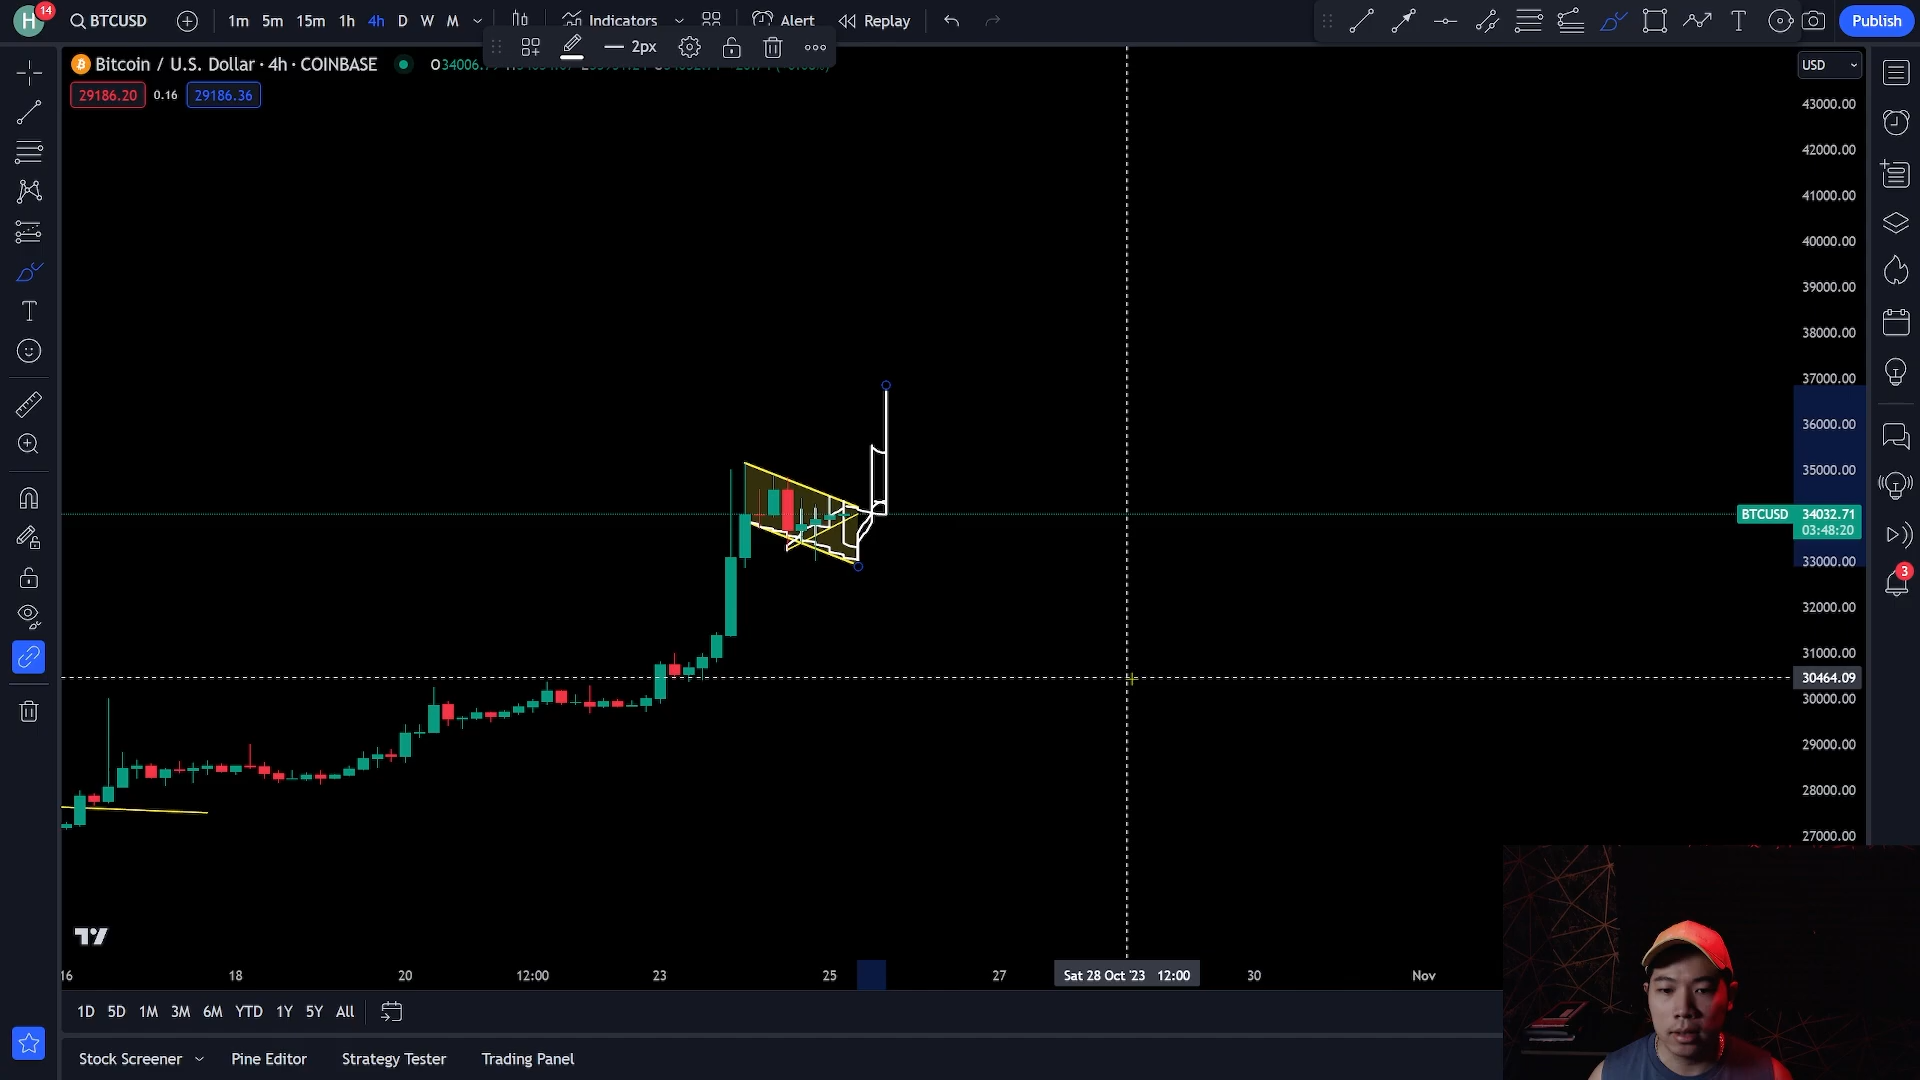 H 14 BTCUSD 1m 5m 15m 1h 4h D W M Indicators Alert Replay Publish
2px
Bitcoin / U.S. Dollar · 4h · COINBASE
USD
29186.20 0.16 29186.36
43000.00
42000.00
41000.00
40000.00
39000.00
38000.00
37000.00
36000.00
35000.00
BTCUSD 34032.71
03:48:20
33000.00
3
32000.00
31000.00
30464.09
30000.00
29000.00
28000.00
27000.00
16 18 20 12:00 23 25 27 Sat 28 Oct '23 12:00 30 Nov
1D 5D 1M 3M 6M YTD 1Y 5Y All
Stock Screener Pine Editor Strategy Tester Trading Panel